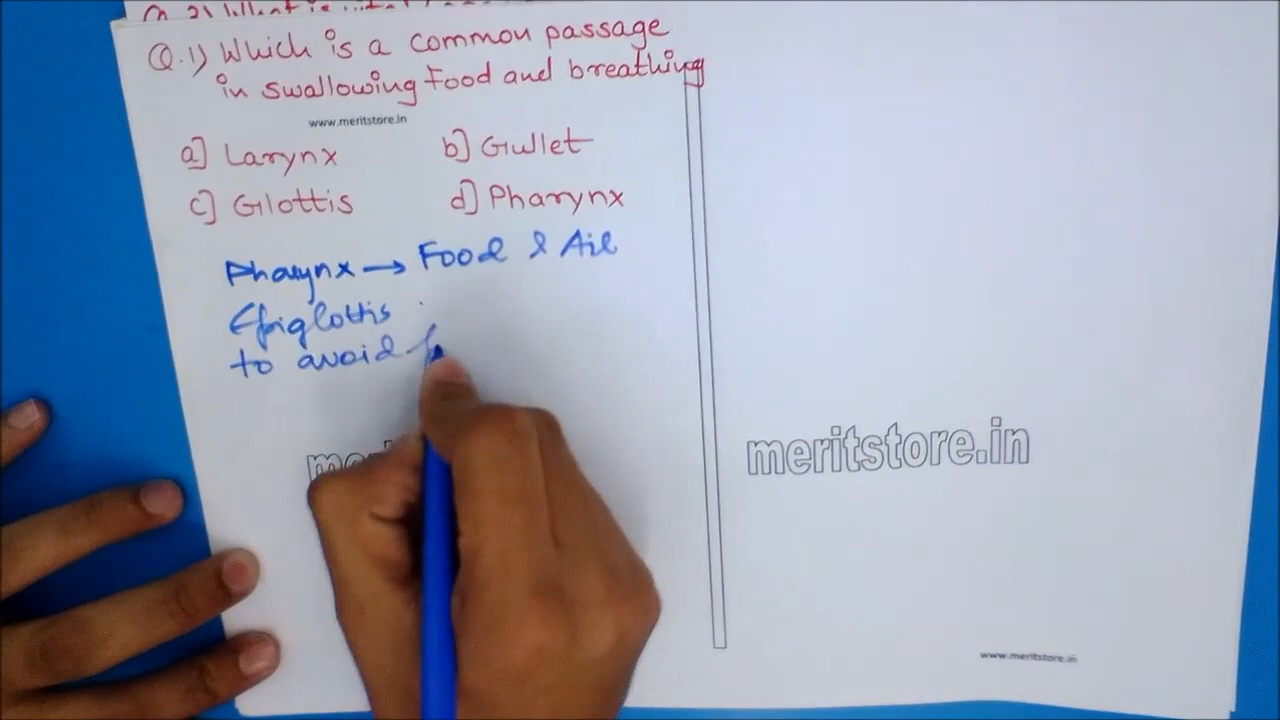 Q.1) Which is a common passage
in swallowing Food and breathing
www.meritstore.in
a] Larynx b] Gullet
c] Glottis d] Pharynx
Pharynx → Food & Air
Epiglottis
to avoid
meritstore.in
www.meritstore.in